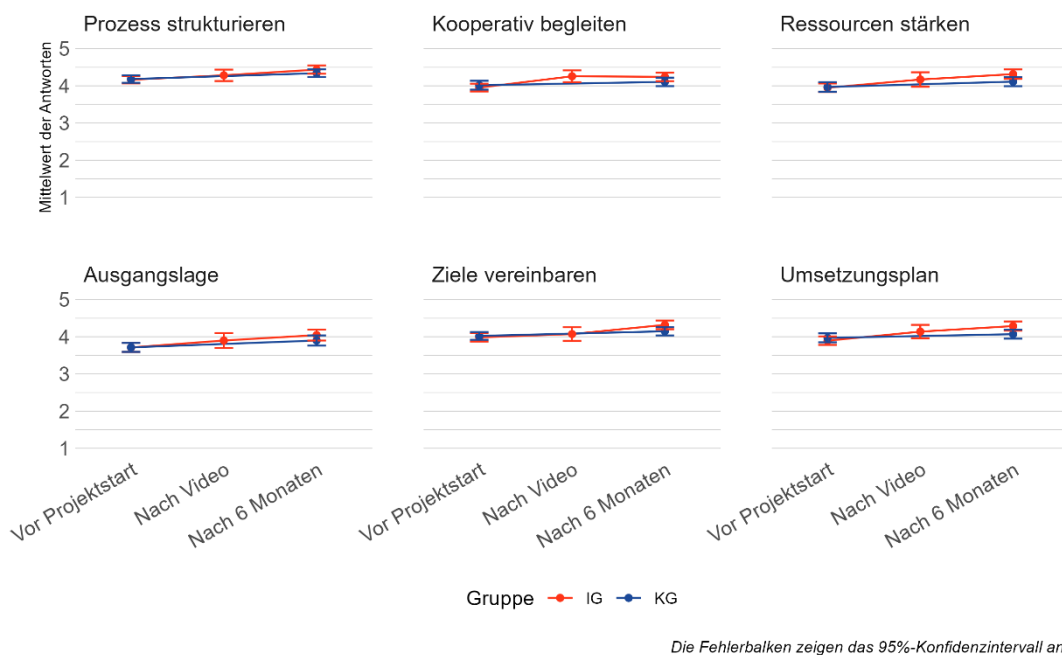 Prozess strukturieren
Kooperativ begleiten
Ressourcen stärken
Mittelwert der Antworten
5
4
3
2
1
Ausgangslage
Ziele vereinbaren
Umsetzungsplan
5
4
3
2
1
Vor Projektstart
Nach Video
Nach 6 Monaten
Vor Projektstart
Nach Video
Nach 6 Monaten
Vor Projektstart
Nach Video
Nach 6 Monaten
Gruppe IG KG
Die Fehlerbalken zeigen das 95%-Konfidenzintervall an